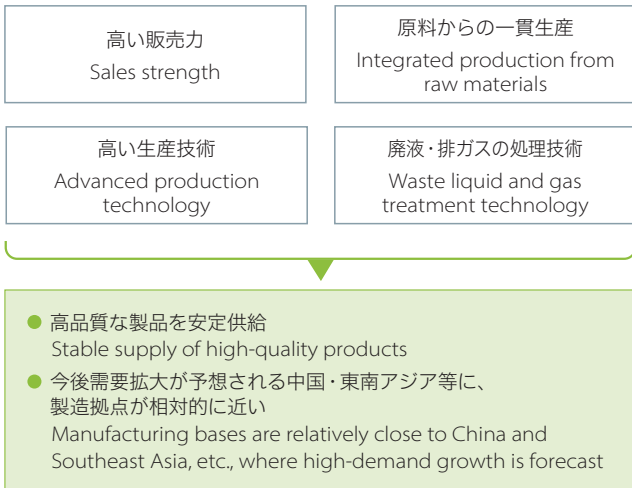 高い販売力
Sales strength
原料からの一貫生産
Integrated production from
raw materials
高い生産技術
Advanced production
technology
廃液・排ガスの処理技術
Waste liquid and gas
treatment technology
● 高品質な製品を安定供給
Stable supply of high-quality products
● 今後需要拡大が予想される中国・東南アジア等に、
製造拠点が相対的に近い
Manufacturing bases are relatively close to China and
Southeast Asia, etc., where high-demand growth is forecast